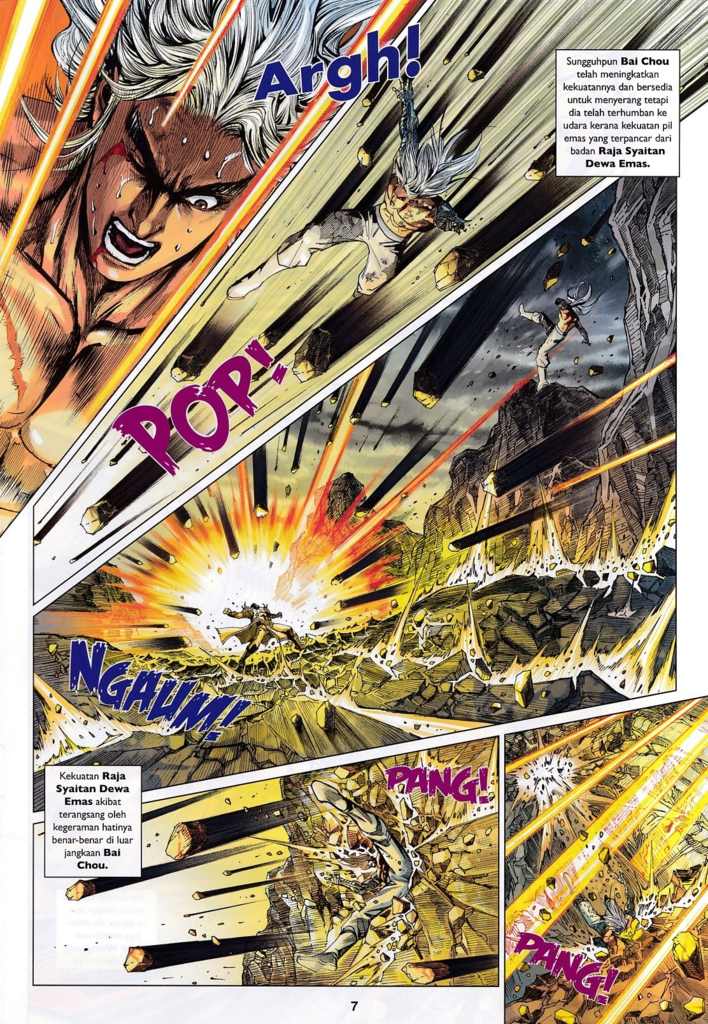 Argh!
Sungguhpun Bai Chou
telah meningkatkan
kekuatannya dan bersedia
untuk menyerang tetapi
dia telah terhumban ke
udara kerana kekuatan pil
emas yang terpancar dari
badan Raja Syaitan
Dewa Emas.
POP!
NGAUM!
Kekuatan Raja
Syaitan Dewa
Emas akibat
terangsang oleh
kegeraman hatinya
benar-benar di luar
jangkaan Bai
Chou.
PANG!
PANG!
7